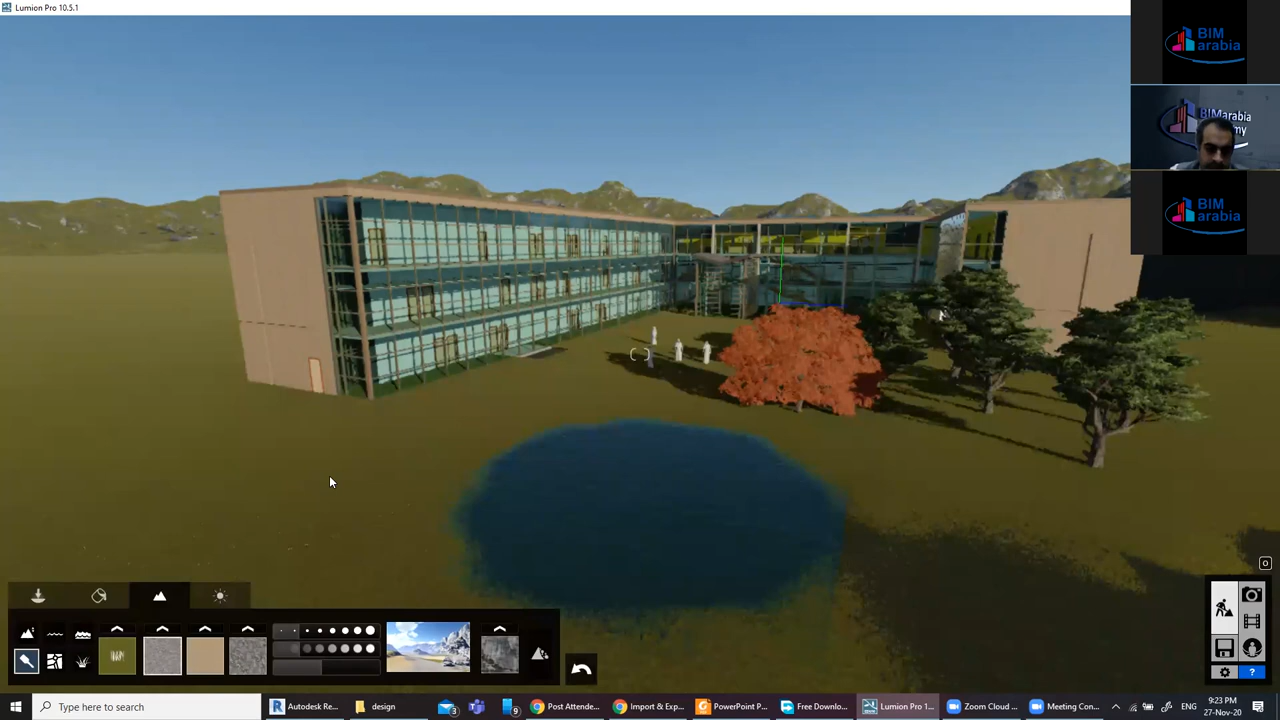 Lumion Pro 10.5.1
BIM
arabia
BIMarabia
BIM
arabia
Type here to search
Autodesk Re...
design
3
9
Post Attende...
Import & Exp...
PowerPoint P...
Free Downlo...
Lumion Pro 1...
Zoom Cloud ...
Meeting Con...
ENG
9:23 PM
27-Nov-20